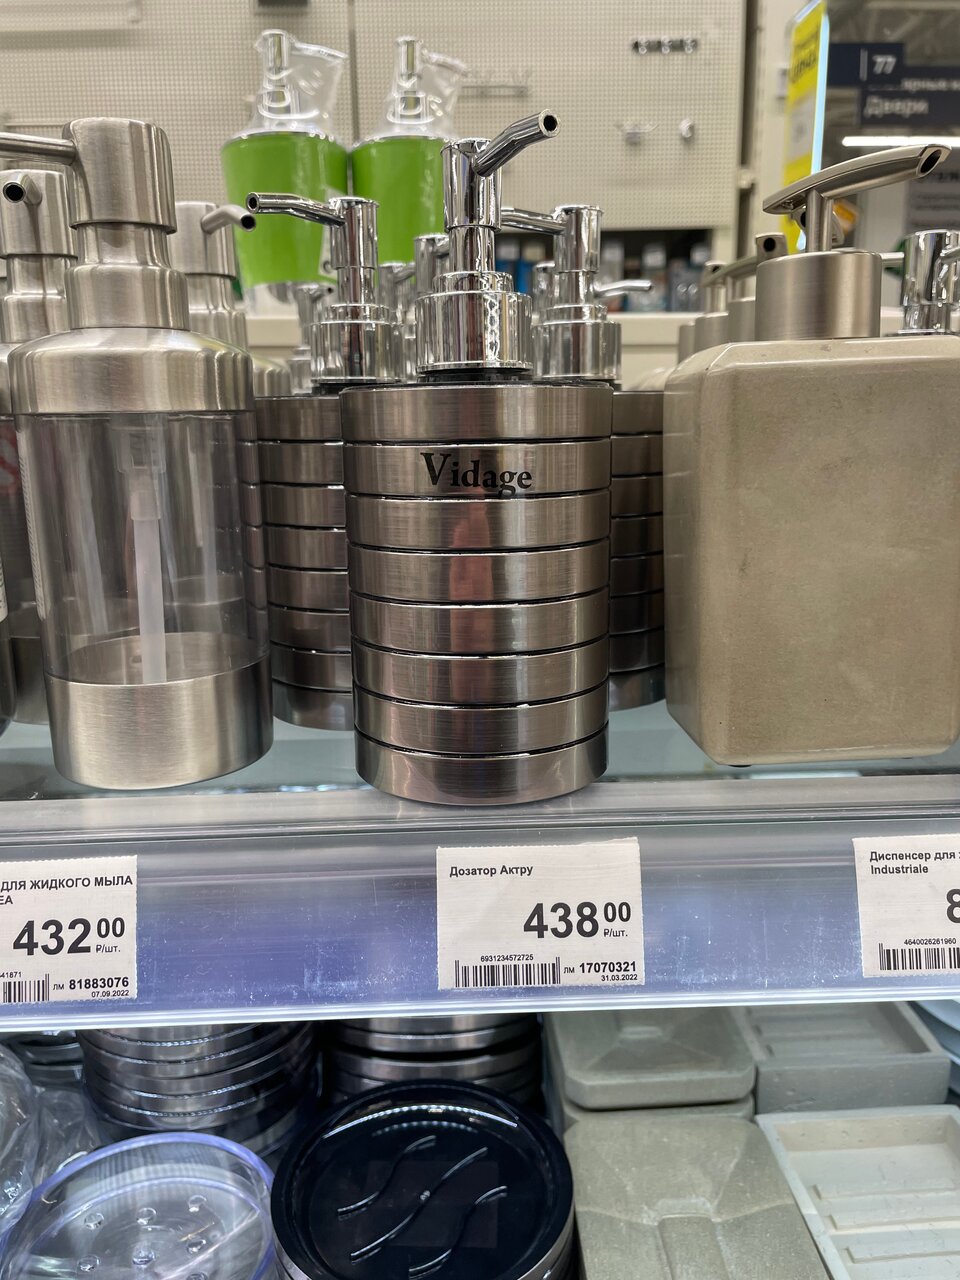 77
Двери
Vidage
ДЛЯ ЖИДКОГО МЫЛА
432 00
₽/шт.
ЛМ 81883076
07.09.2022
Дозатор Актру
438 00
₽/шт.
6931234572725
ЛМ 17070321
31.03.2022
Диспенсер для
Industriale
8
4640026261960